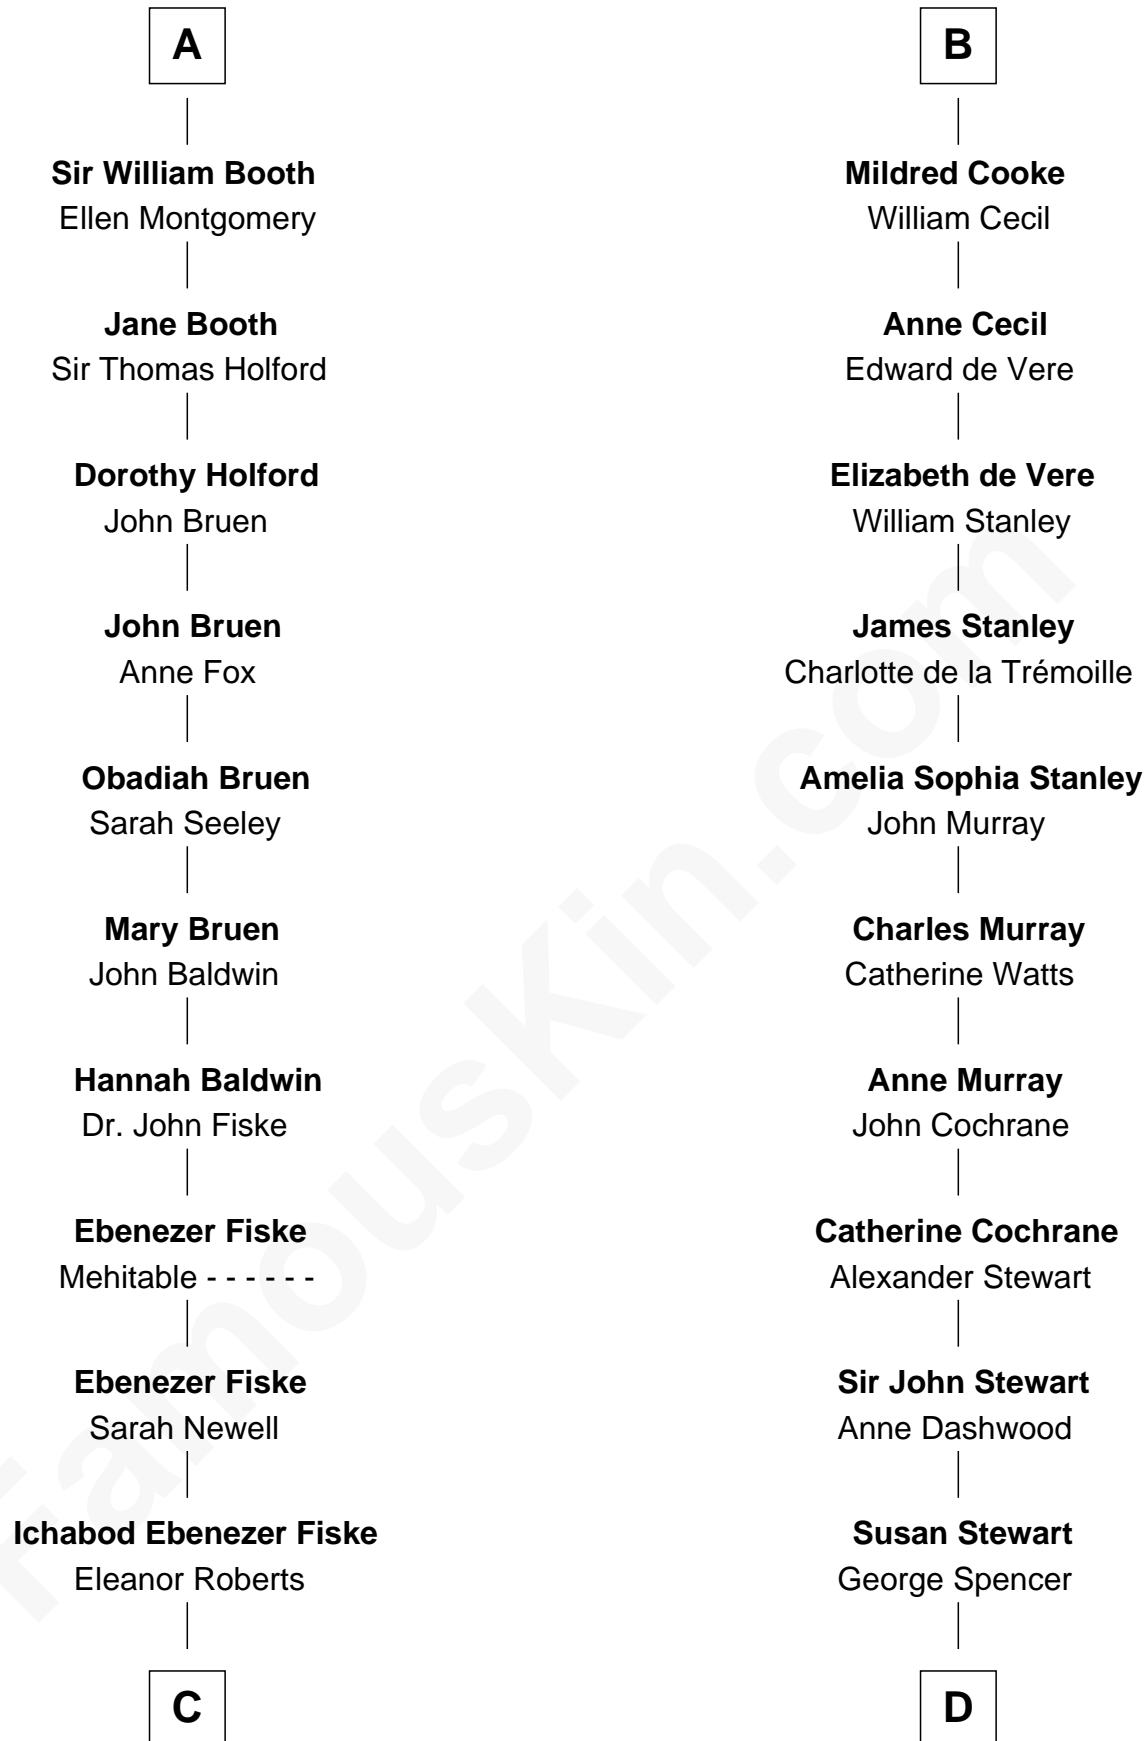 A
Sir William Booth
Ellen Montgomery
Jane Booth
Sir Thomas Holford
Dorothy Holford
John Bruen
John Bruen
Anne Fox
Obadiah Bruen
Sarah Seeley
Mary Bruen
John Baldwin
Hannah Baldwin
Dr. John Fiske
Ebenezer Fiske
Mehitable - - - - - -
Ebenezer Fiske
Sarah Newell
Ichabod Ebenezer Fiske
Eleanor Roberts
C
B
Mildred Cooke
William Cecil
Anne Cecil
Edward de Vere
Elizabeth de Vere
William Stanley
James Stanley
Charlotte de la Trémoille
Amelia Sophia Stanley
John Murray
Charles Murray
Catherine Watts
Anne Murray
John Cochrane
Catherine Cochrane
Alexander Stewart
Sir John Stewart
Anne Dashwood
Susan Stewart
George Spencer
D
FamousKin.com